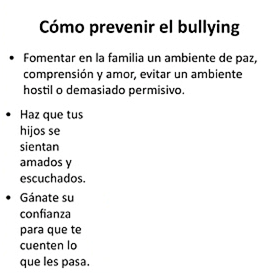 Cómo prevenir el bullying
• Fomentar en la familia un ambiente de paz,
comprensión y amor, evitar un ambiente
hostil o demasiado permisivo.
• Haz que tus
hijos se
sientan
amados y
escuchados.
• Gánate su
confianza
para que te
cuenten lo
que les pasa.